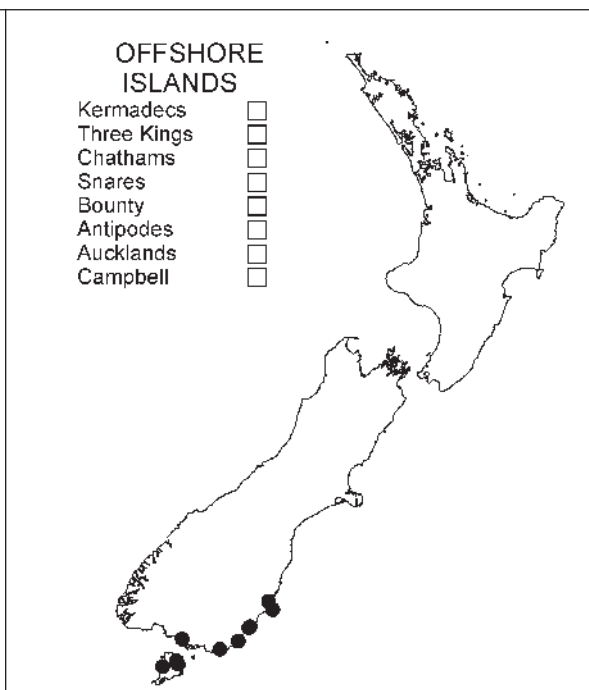 OFFSHORE
ISLANDS
Kermadecs
Three Kings
Chathams
Snares
Bounty
Antipodes
Aucklands
Campbell